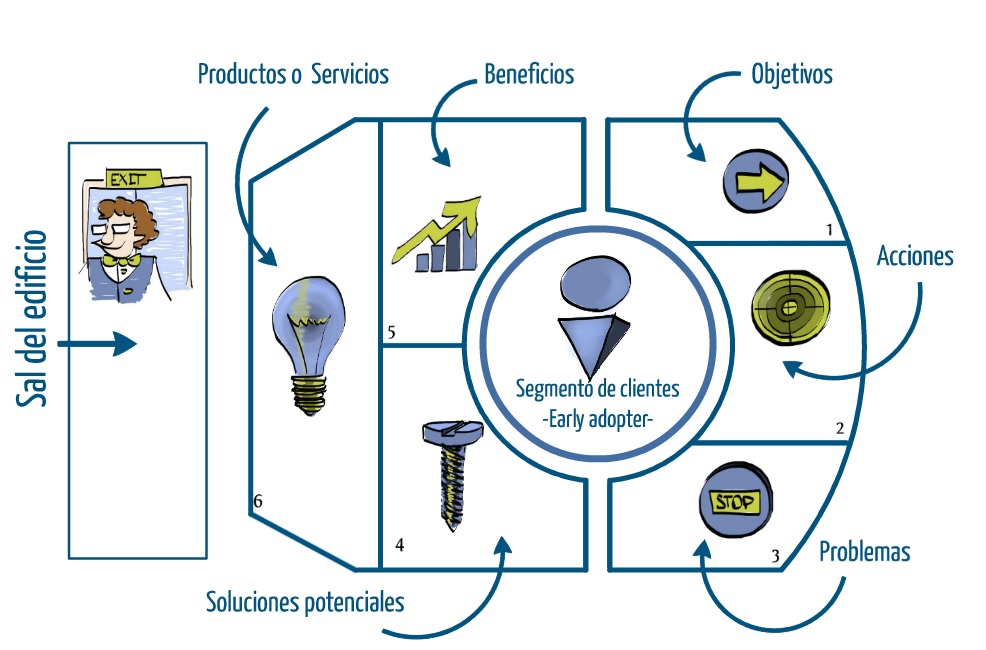 Productos o Servicios
Beneficios
Objetivos
EXIT
Sal del edificio
1
Acciones
5
Segmento de clientes
-Early adopter-
2
6
4
STOP
3
Problemas
Soluciones potenciales